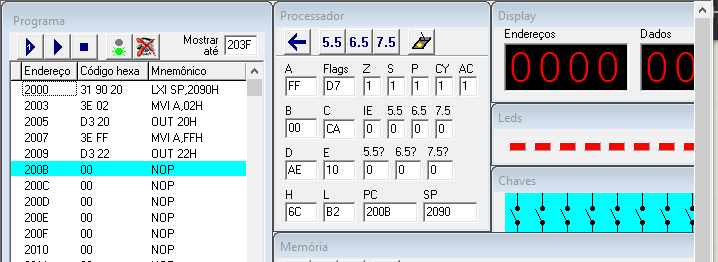 Programa
Mostrar
até
203F
Endereço Código hexa Mnemônico
2000 31 90 20 LXI SP,2090H
2003 3E 02 MVI A,02H
2005 D3 20 OUT 20H
2007 3E FF MVI A,FFH
2009 D3 22 OUT 22H
200B 00 NOP
200C 00 NOP
200D 00 NOP
200E 00 NOP
200F 00 NOP
2010 00 NOP
Processador
5.5 6.5 7.5
A Flags Z S P CY AC
FF D7 1 1 1 1 1
B C IE 5.5 6.5 7.5
00 CA 1 0 0 0
D E 5.5? 6.5? 7.5?
AE 10 0 0 0
H L PC SP
6C B2 200B 2090
Memória
Display
Endereços Dados
0000 0
Leds
Chaves